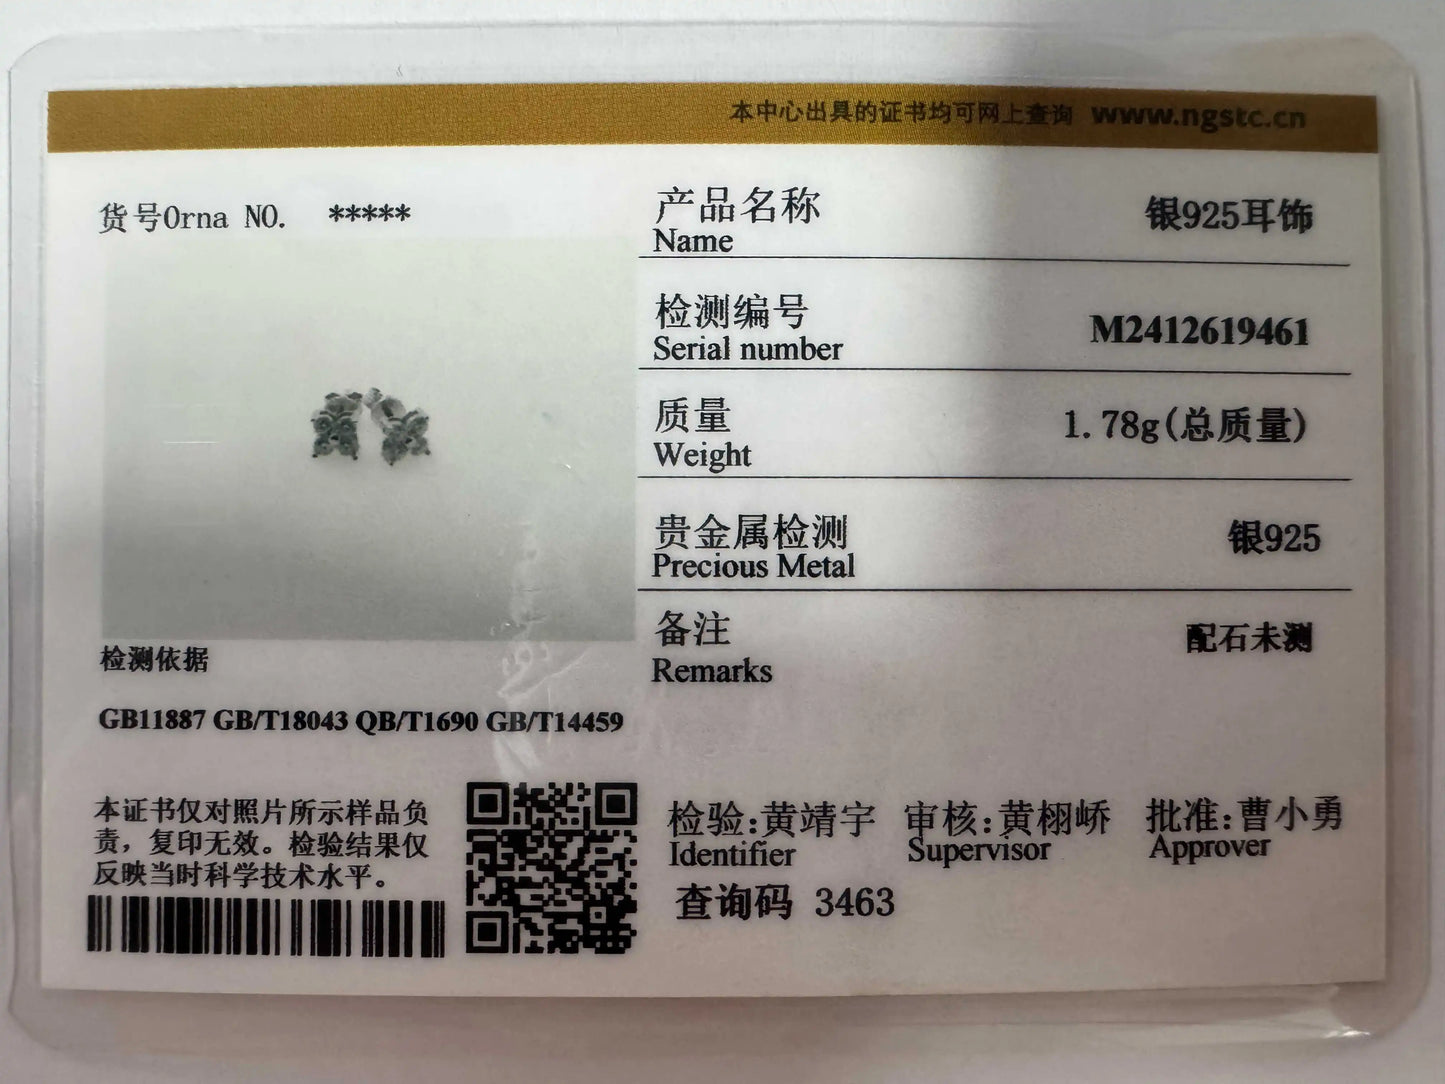 本中心出具的证书均可网上查询 www.ngstc.cn
货号Orna NO. *****
产品名称 银925耳饰
Name
检测编号 M2412619461
Serial number
质量 1.78g(总质量)
Weight
贵金属检测 银925
Precious Metal
备注 配石未测
Remarks
检测依据
GB11887 GB/T18043 QB/T1690 GB/T14459
本证书仅对照片所示样品负
责，复印无效。检验结果仅
反映当时科学技术水平。
检验:黄靖宇 审核:黄栩峤 批准:曹小勇
Identifier Supervisor Approver
查询码 3463